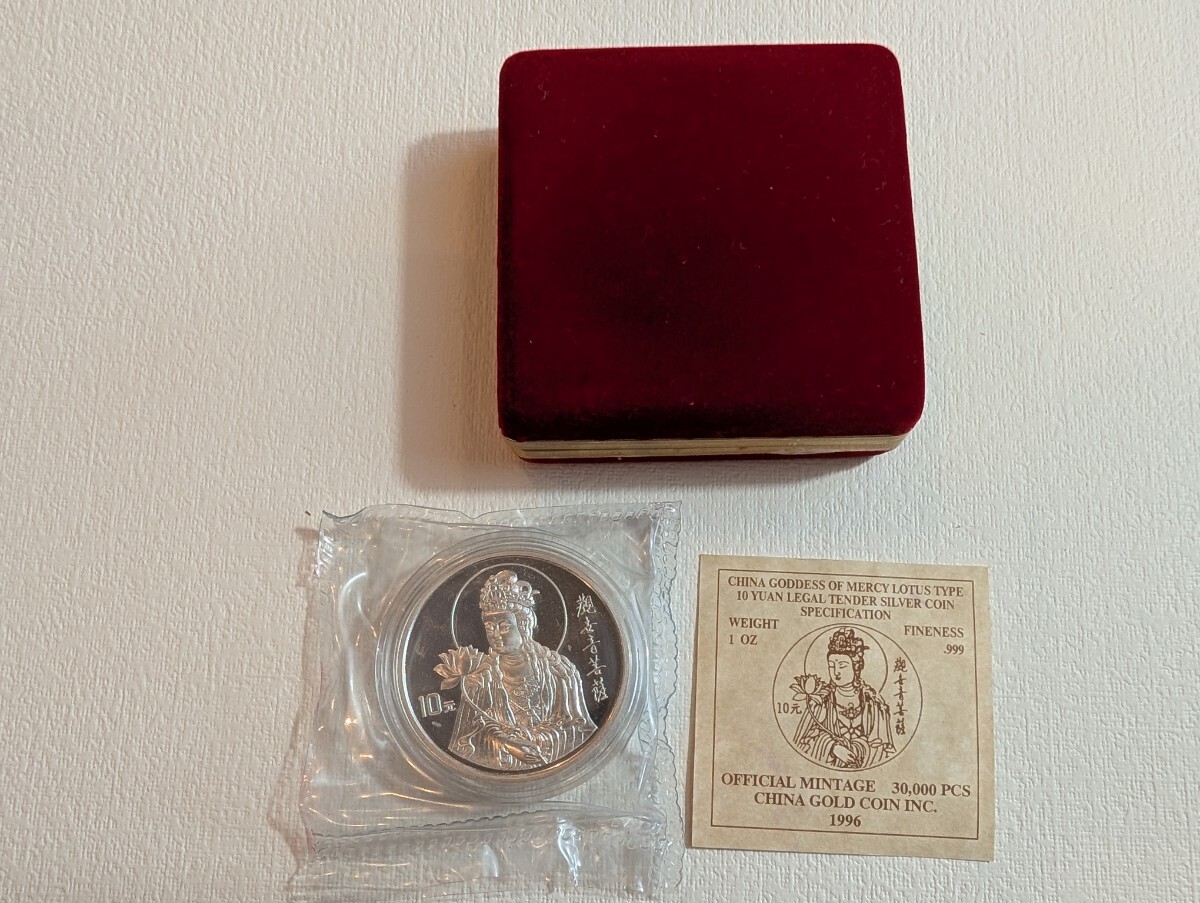 觀世音菩薩
10元
CHINA GODDESS OF MERCY LOTUS TYPE
10 YUAN LEGAL TENDER SILVER COIN
SPECIFICATION
WEIGHT FINENESS
1 OZ .999
觀世音菩薩
10元
OFFICIAL MINTAGE 30,000 PCS
CHINA GOLD COIN INC.
1996